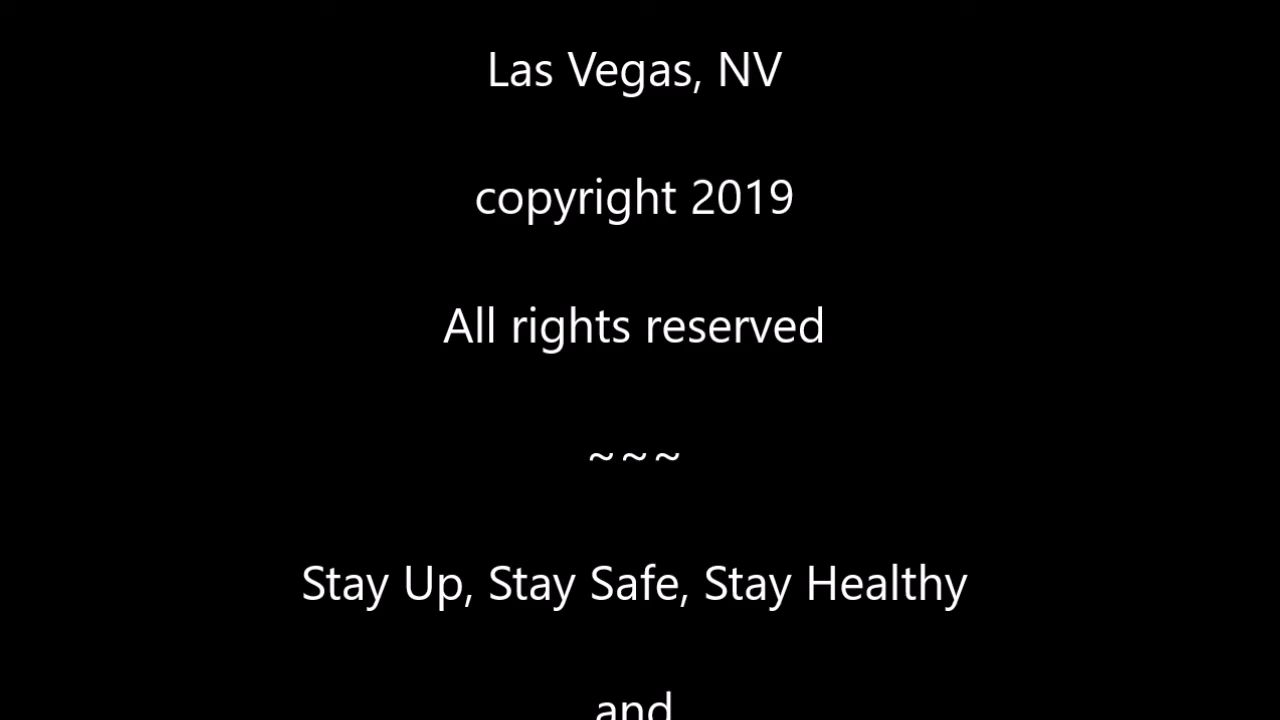 Las Vegas, NV
copyright 2019
All rights reserved
~~~
Stay Up, Stay Safe, Stay Healthy
and